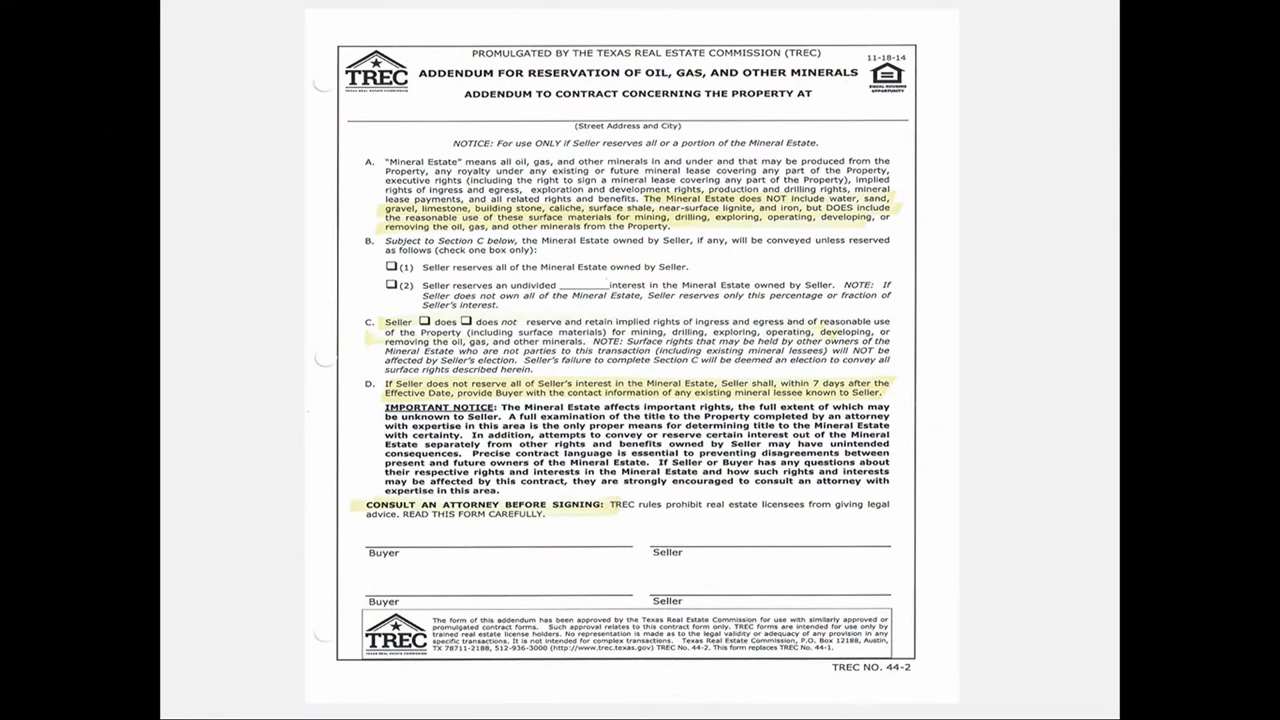 PROMULGATED BY THE TEXAS REAL ESTATE COMMISSION (TREC)
11-18-14
TREC
TEXAS REAL ESTATE COMMISSION
ADDENDUM FOR RESERVATION OF OIL, GAS, AND OTHER MINERALS
EQUAL HOUSING
OPPORTUNITY
ADDENDUM TO CONTRACT CONCERNING THE PROPERTY AT
(Street Address and City)
NOTICE: For use ONLY if Seller reserves all or a portion of the Mineral Estate.
A. "Mineral Estate" means all oil, gas, and other minerals in and under and that may be produced from the
Property, any royalty under any existing or future mineral lease covering any part of the Property,
executive rights (including the right to sign a mineral lease covering any part of the Property), implied
rights of ingress and egress, exploration and development rights, production and drilling rights, mineral
lease payments, and all related rights and benefits. The Mineral Estate does NOT include water, sand,
gravel, limestone, building stone, caliche, surface shale, near-surface lignite, and iron, but DOES include
the reasonable use of these surface materials for mining, drilling, exploring, operating, developing, or
removing the oil, gas, and other minerals from the Property.
B. Subject to Section C below, the Mineral Estate owned by Seller, if any, will be conveyed unless reserved
as follows (check one box only):
❑ (1) Seller reserves all of the Mineral Estate owned by Seller.
❑ (2) Seller reserves an undivided ________interest in the Mineral Estate owned by Seller. NOTE: If
Seller does not own all of the Mineral Estate, Seller reserves only this percentage or fraction of
Seller's interest.
C. Seller ❑ does ❑ does not reserve and retain implied rights of ingress and egress and of reasonable use
of the Property (including surface materials) for mining, drilling, exploring, operating, developing, or
removing the oil, gas, and other minerals. NOTE: Surface rights that may be held by other owners of the
Mineral Estate who are not parties to this transaction (including existing mineral lessees) will NOT be
affected by Seller's election. Seller's failure to complete Section C will be deemed an election to convey all
surface rights described herein.
D. If Seller does not reserve all of Seller's interest in the Mineral Estate, Seller shall, within 7 days after the
Effective Date, provide Buyer with the contact information of any existing mineral lessee known to Seller.
IMPORTANT NOTICE: The Mineral Estate affects important rights, the full extent of which may
be unknown to Seller. A full examination of the title to the Property completed by an attorney
with expertise in this area is the only proper means for determining title to the Mineral Estate
with certainty. In addition, attempts to convey or reserve certain interest out of the Mineral
Estate separately from other rights and benefits owned by Seller may have unintended
consequences. Precise contract language is essential to preventing disagreements between
present and future owners of the Mineral Estate. If Seller or Buyer has any questions about
their respective rights and interests in the Mineral Estate and how such rights and interests
may be affected by this contract, they are strongly encouraged to consult an attorney with
expertise in this area.
CONSULT AN ATTORNEY BEFORE SIGNING: TREC rules prohibit real estate licensees from giving legal
advice. READ THIS FORM CAREFULLY.
Buyer Seller
Buyer Seller
TREC
TEXAS REAL ESTATE COMMISSION
The form of this addendum has been approved by the Texas Real Estate Commission for use with similarly approved or
promulgated contract forms. Such approval relates to this contract form only. TREC forms are intended for use only by
trained real estate license holders. No representation is made as to the legal validity or adequacy of any provision in any
specific transactions. It is not intended for complex transactions. Texas Real Estate Commission, P.O. Box 12188, Austin,
TX 78711-2188, 512-936-3000 (http://www.trec.texas.gov) TREC No. 44-2. This form replaces TREC No. 44-1.
TREC NO. 44-2